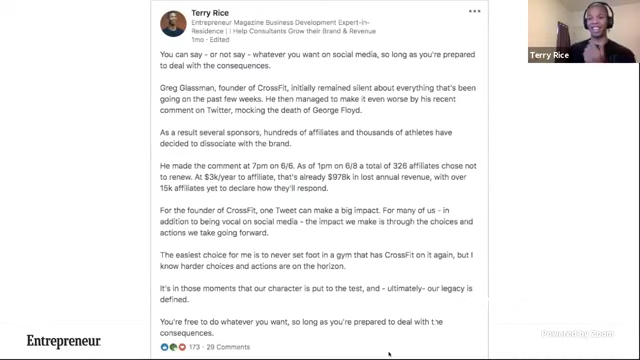 Terry Rice
Entrepreneur Magazine Business Development Expert-in-
Residence | I Help Consultants Grow their Brand & Revenue
1mo · Edited
You can say - or not say - whatever you want on social media, so long as you're prepared
to deal with the consequences.
Greg Glassman, founder of CrossFit, initially remained silent about everything that's been
going on the past few weeks. He then managed to make it even worse by his recent
comment on Twitter, mocking the death of George Floyd.
As a result several sponsors, hundreds of affiliates and thousands of athletes have
decided to dissociate with the brand.
He made the comment at 7pm on 6/6. As of 1pm on 6/8 a total of 326 affiliates chose not
to renew. At $3k/year to affiliate, that's already $978k in lost annual revenue, with over
15k affiliates yet to declare how they'll respond.
For the founder of CrossFit, one Tweet can make a big impact. For many of us - in
addition to being vocal on social media - the impact we make is through the choices and
actions we take going forward.
The easiest choice for me is to never set foot in a gym that has CrossFit on it again, but I
know harder choices and actions are on the horizon.
It's in those moments that our character is put to the test, and - ultimately- our legacy is
defined.
You're free to do whatever you want, so long as you're prepared to deal with the
consequences.
173 · 29 Comments
Entrepreneur
Terry Rice
Powered by Zoom